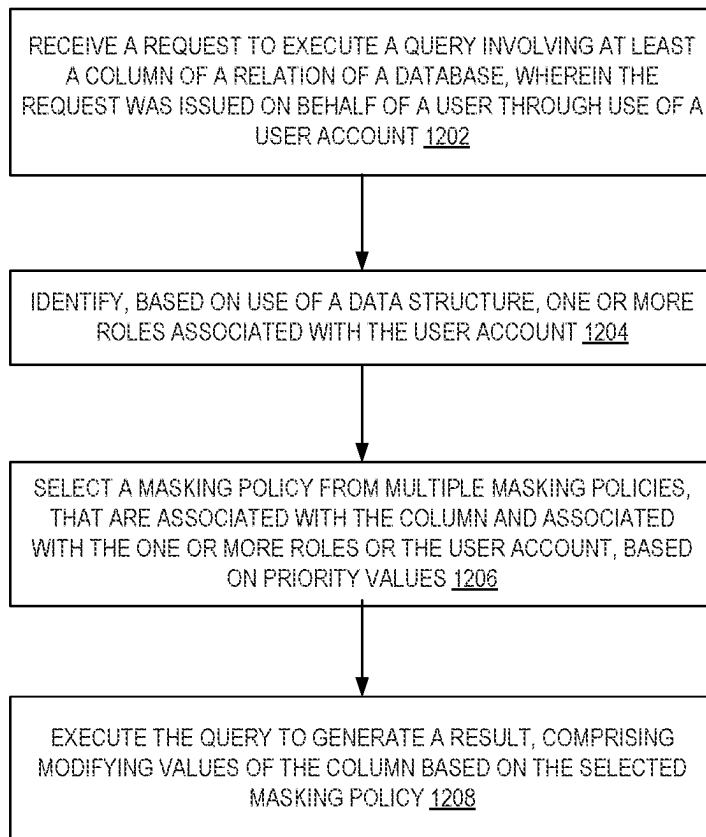 RECEIVE A REQUEST TO EXECUTE A QUERY INVOLVING AT LEAST
A COLUMN OF A RELATION OF A DATABASE, WHEREIN THE
REQUEST WAS ISSUED ON BEHALF OF A USER THROUGH USE OF A
USER ACCOUNT 1202
IDENTIFY, BASED ON USE OF A DATA STRUCTURE, ONE OR MORE
ROLES ASSOCIATED WITH THE USER ACCOUNT 1204
SELECT A MASKING POLICY FROM MULTIPLE MASKING POLICIES,
THAT ARE ASSOCIATED WITH THE COLUMN AND ASSOCIATED
WITH THE ONE OR MORE ROLES OR THE USER ACCOUNT, BASED
ON PRIORITY VALUES 1206
EXECUTE THE QUERY TO GENERATE A RESULT, COMPRISING
MODIFYING VALUES OF THE COLUMN BASED ON THE SELECTED
MASKING POLICY 1208